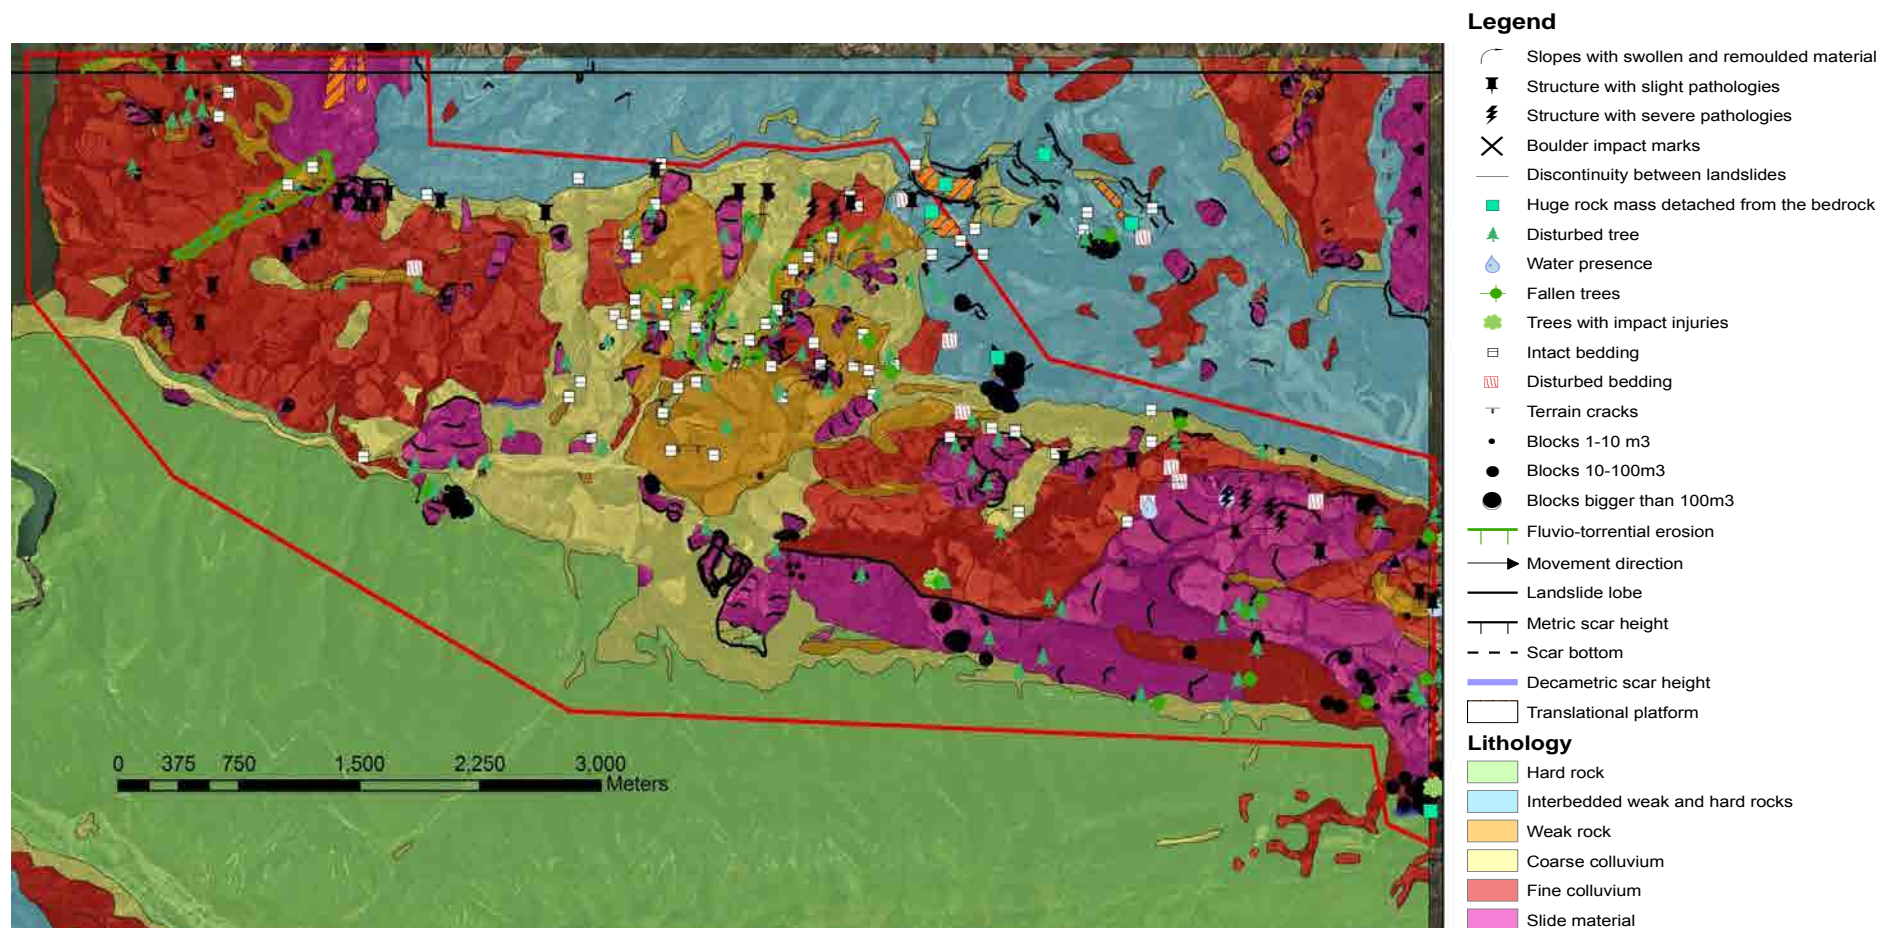 Legend
Slopes with swollen and remoulded material
Structure with slight pathologies
Structure with severe pathologies
Boulder impact marks
Discontinuity between landslides
Huge rock mass detached from the bedrock
Disturbed tree
Water presence
Fallen trees
Trees with impact injuries
Intact bedding
Disturbed bedding
Terrain cracks
Blocks 1-10 m3
Blocks 10-100m3
Blocks bigger than 100m3
Fluvio-torrential erosion
Movement direction
Landslide lobe
Metric scar height
Scar bottom
Decametric scar height
Translational platform
Lithology
Hard rock
Interbedded weak and hard rocks
Weak rock
Coarse colluvium
Fine colluvium
Slide material
0 375 750 1,500 2,250 3,000
Meters